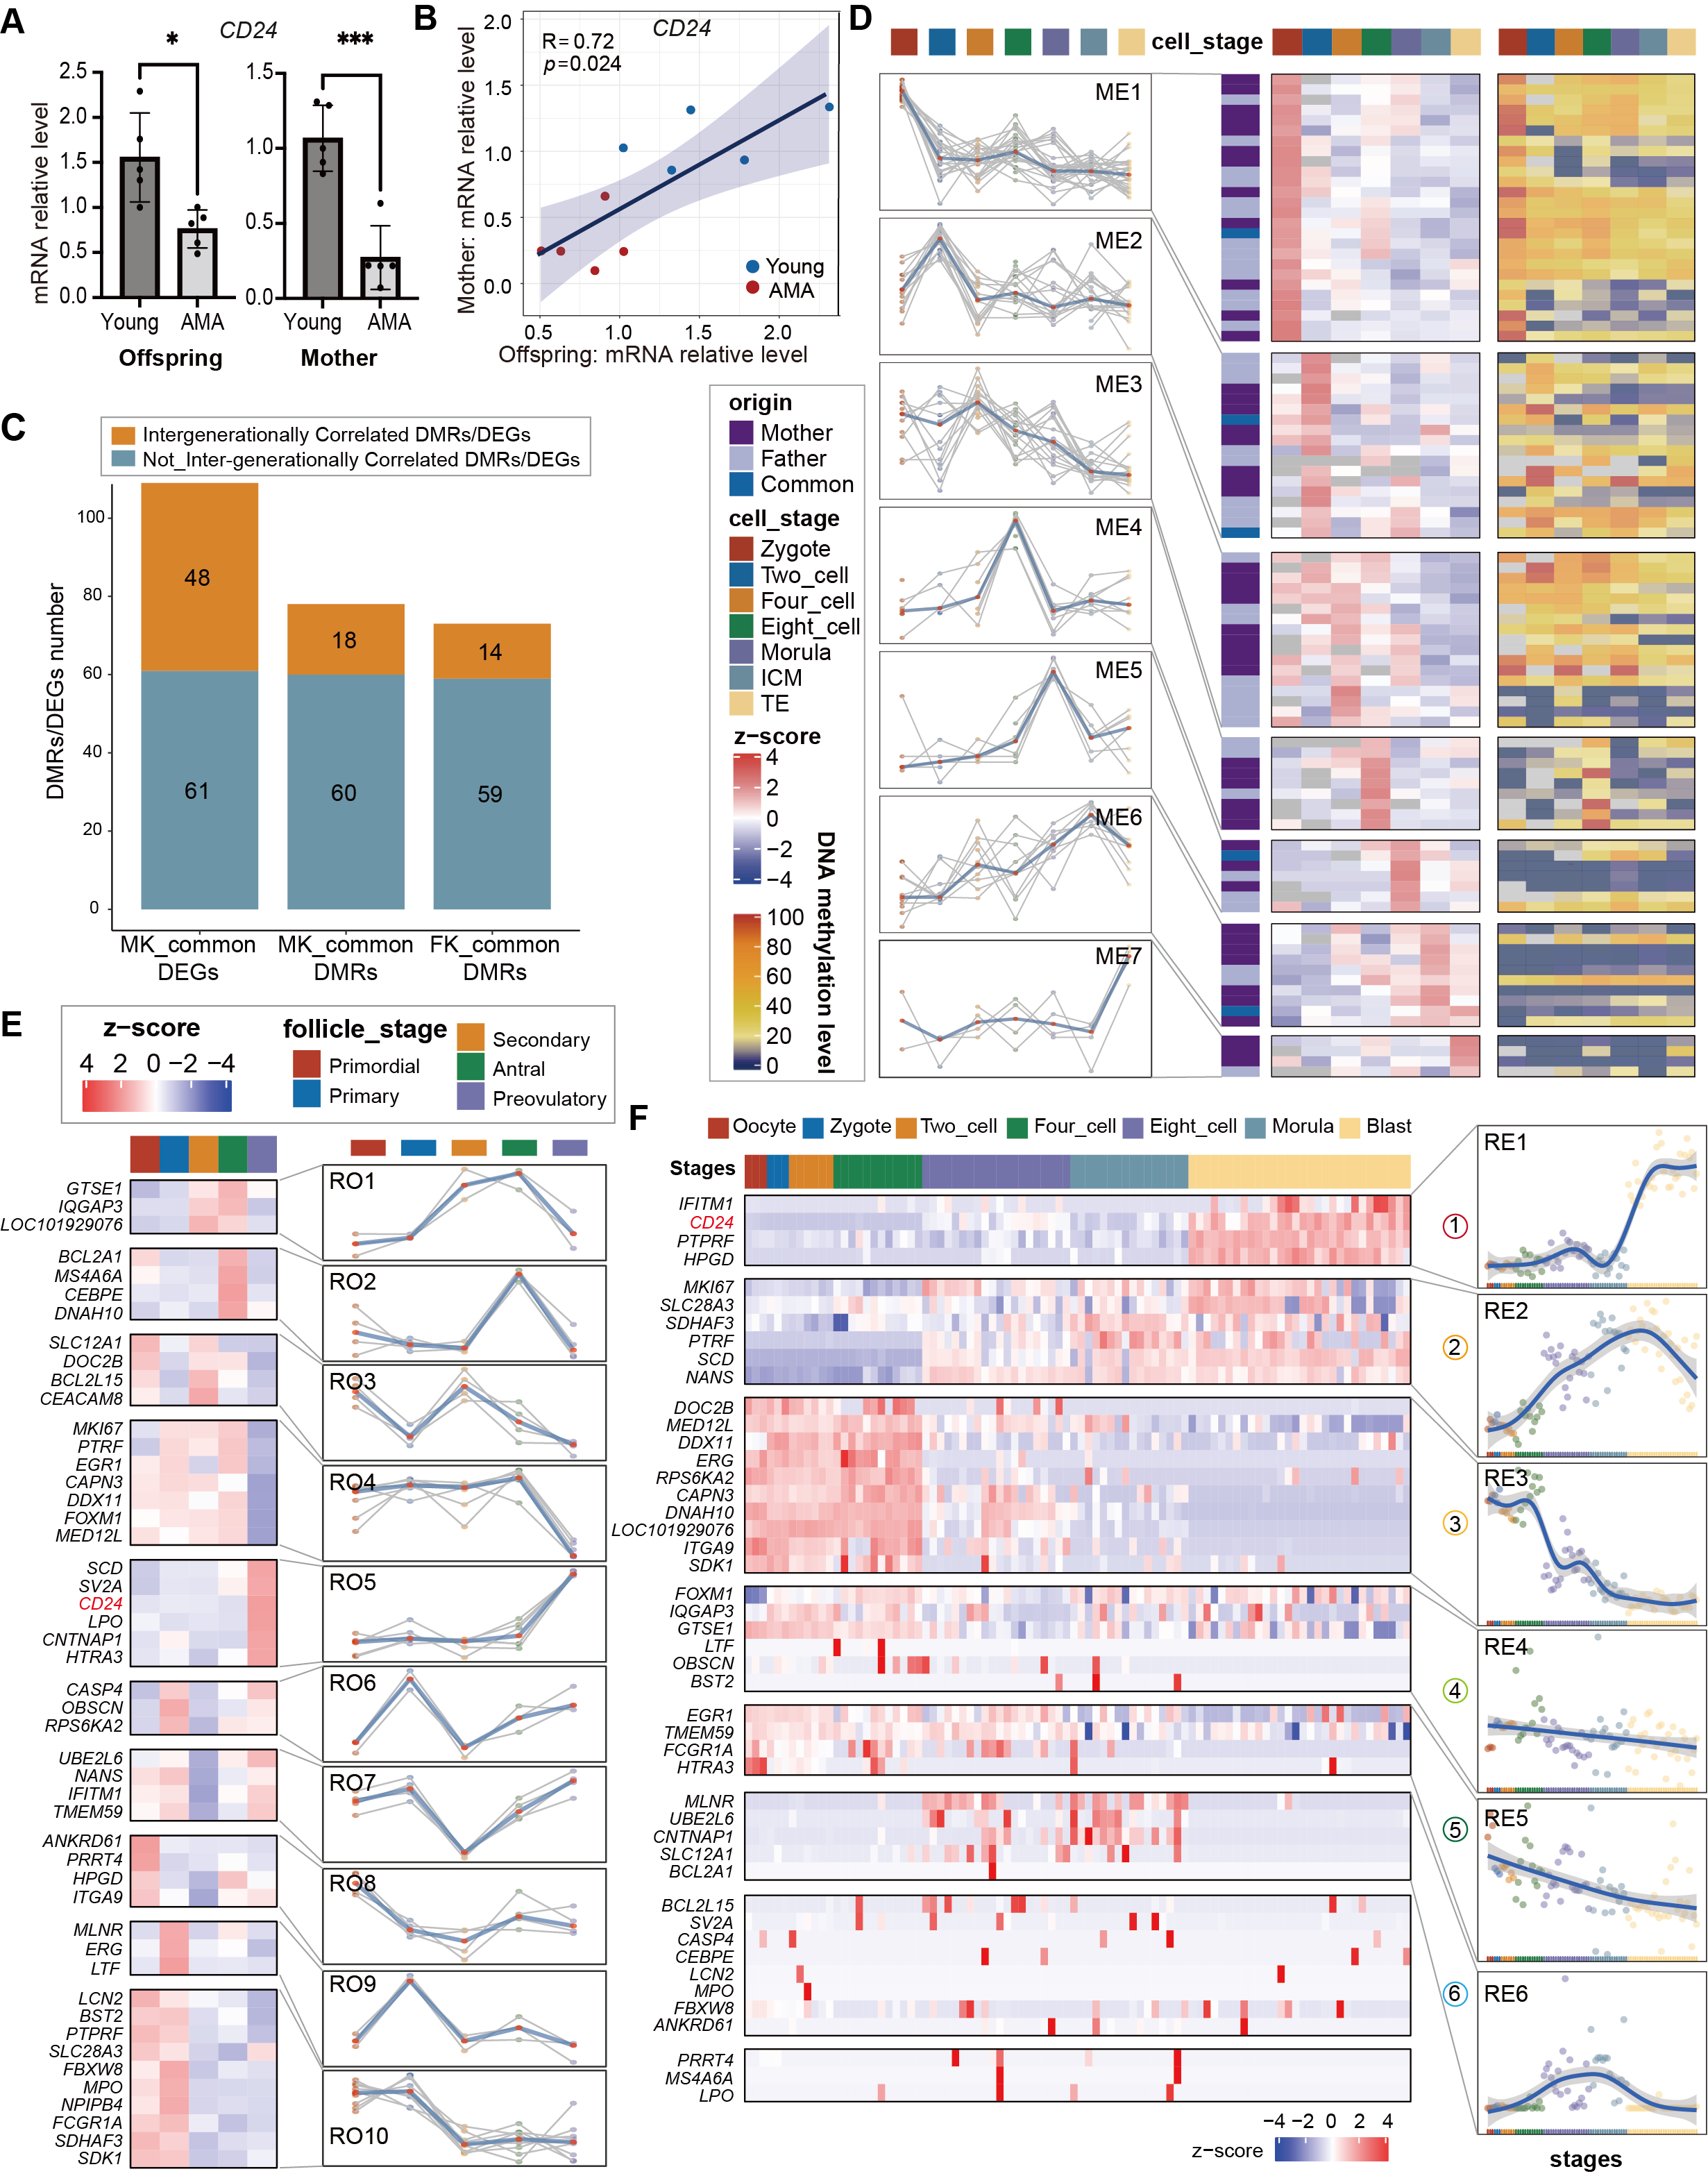 A
CD24
*
***
mRNA relative level
2.5
2.0
1.5
1.0
0.5
0.0
1.5
1.0
0.5
0.0
Young
AMA
Young
AMA
Offspring
Mother
B
CD24
R= 0.72
p=0.024
Mother: mRNA relative level
2.0
1.5
1.0
0.5
0.0
Young
AMA
0.5
1.0
1.5
2.0
Offspring: mRNA relative level
C
Intergenerationally Correlated DMRs/DEGs
Not_Inter-generationally Correlated DMRs/DEGs
DMRs/DEGs number
100
80
60
40
20
0
48
61
18
60
14
59
MK_common
DEGs
MK_common
DMRs
FK_common
DMRs
origin
Mother
Father
Common
cell_stage
Zygote
Two_cell
Four_cell
Eight_cell
Morula
ICM
TE
z−score
4
2
0
−2
−4
DNA methylation level
100
80
60
40
20
0
D
cell_stage
ME1
ME2
ME3
ME4
ME5
ME6
ME7
E
z−score
4 2 0 −2 −4
follicle_stage
Primordial
Primary
Secondary
Antral
Preovulatory
GTSE1
IQGAP3
LOC101929076
BCL2A1
MS4A6A
CEBPE
DNAH10
SLC12A1
DOC2B
BCL2L15
CEACAM8
MKI67
PTRF
EGR1
CAPN3
DDX11
FOXM1
MED12L
SCD
SV2A
CD24
LPO
CNTNAP1
HTRA3
CASP4
OBSCN
RPS6KA2
UBE2L6
NANS
IFITM1
TMEM59
ANKRD61
PRRT4
HPGD
ITGA9
MLNR
ERG
LTF
LCN2
BST2
PTPRF
SLC28A3
FBXW8
MPO
NPIPB4
FCGR1A
SDHAF3
SDK1
RO1
RO2
RO3
RO4
RO5
RO6
RO7
RO8
RO9
RO10
F
Oocyte
Zygote
Two_cell
Four_cell
Eight_cell
Morula
Blast
Stages
IFITM1
CD24
PTPRF
HPGD
MKI67
SLC28A3
SDHAF3
PTRF
SCD
NANS
DOC2B
MED12L
DDX11
ERG
RPS6KA2
CAPN3
DNAH10
LOC101929076
ITGA9
SDK1
FOXM1
IQGAP3
GTSE1
LTF
OBSCN
BST2
EGR1
TMEM59
FCGR1A
HTRA3
MLNR
UBE2L6
CNTNAP1
SLC12A1
BCL2A1
BCL2L15
SV2A
CASP4
CEBPE
LCN2
MPO
FBXW8
ANKRD61
PRRT4
MS4A6A
LPO
z−score
−4 −2 0 2 4
1
2
3
4
5
6
RE1
RE2
RE3
RE4
RE5
RE6
stages